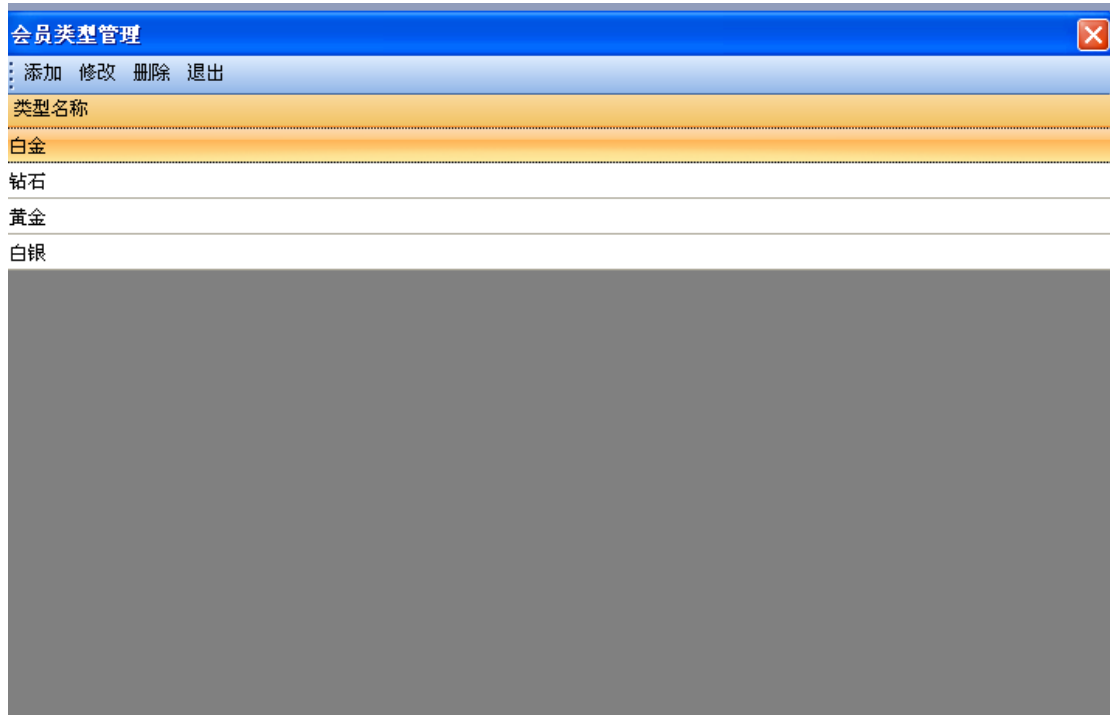 会员类型管理
添加 修改 删除 退出
类型名称
白金
钻石
黄金
白银